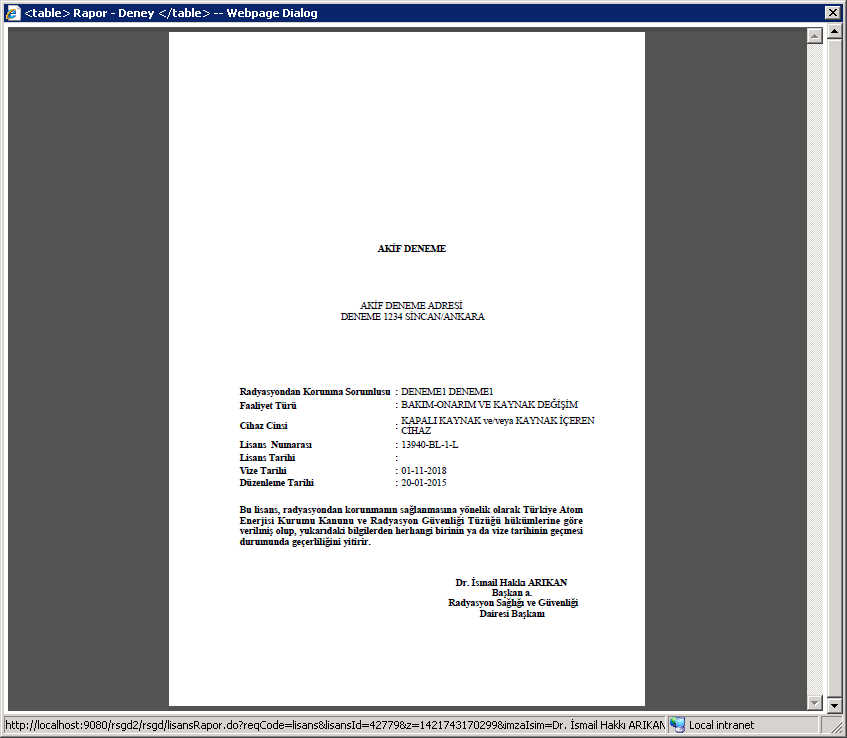 <table> Rapor - Deney </table> -- Webpage Dialog
AKİF DENEME
AKİF DENEME ADRESİ
DENEME 1234 SİNCAN/ANKARA
Radyasyondan Korunma Sorumlusu : DENEME1 DENEME1
Faaliyet Türü : BAKIM-ONARIM VE KAYNAK DEĞİŞİM
Cihaz Cinsi : KAPALI KAYNAK ve/veya KAYNAK İÇEREN
CİHAZ
Lisans Numarası : 13940-BL-1-L
Lisans Tarihi :
Vize Tarihi : 01-11-2018
Düzenleme Tarihi : 20-01-2015
Bu lisans, radyasyondan korunmanın sağlanmasına yönelik olarak Türkiye Atom
Enerjisi Kurumu Kanunu ve Radyasyon Güvenliği Tüzüğü hükümlerine göre
verilmiş olup, yukarıdaki bilgilerden herhangi birinin ya da vize tarihinin geçmesi
durumunda geçerliliğini yitirir.
Dr. İsmail Hakkı ARIKAN
Başkan a.
Radyasyon Sağlığı ve Güvenliği
Dairesi Başkanı
http://localhost:9080/rsgd2/rsgd/lisansRapor.do?reqCode=lisans&lisansId=42779&z=1421743170299&imzaIsim=Dr. İsmail Hakkı ARIKAN Local intranet